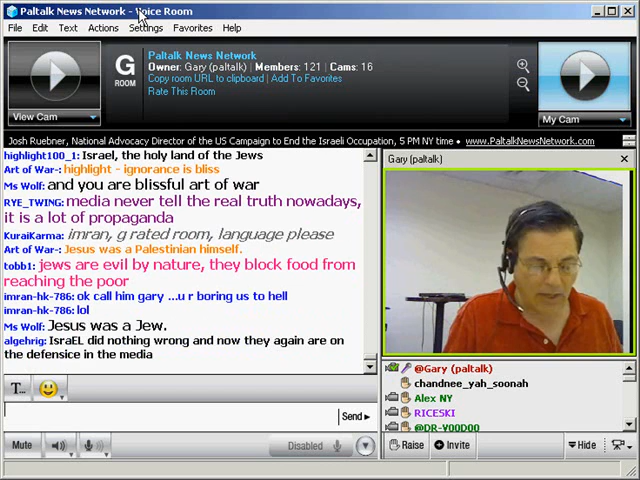 Paltalk News Network - Voice Room
File Edit Text Actions Settings Favorites Help
Paltalk News Network
Owner: Gary (paltalk) | Members: 121 | Cams: 16
Copy room URL to clipboard | Add To Favorites
Rate This Room
G
ROOM
View Cam
My Cam
Josh Ruebner, National Advocacy Director of the US Campaign to End the Israeli Occupation, 5 PM NY time • www.PaltalkNewsNetwork.com
highlight100_1: Israel, the holy land of the Jews
Art of War-: highlight - ignorance is bliss
Ms Wolf: and you are blissful art of war
RYE_TWING: media never tell the real truth nowadays,
it is a lot of propaganda
KuraiKarma: imran, g rated room, language please
Art of War-: Jesus was a Palestinian himself.
tobb1: jews are evil by nature, they block food from
reaching the poor
imran-hk-786: ok call him gary ...u r boring us to hell
imran-hk-786: lol
Ms Wolf: Jesus was a Jew.
algehrig: IsraEL did nothing wrong and now they again are on
the defensice in the media
Gary (paltalk)
@Gary (paltalk)
chandnee_yah_soonah
Alex NY
RICESKI
@DR-V00D00
T...
Send
Mute
Disabled
Raise
Invite
Hide